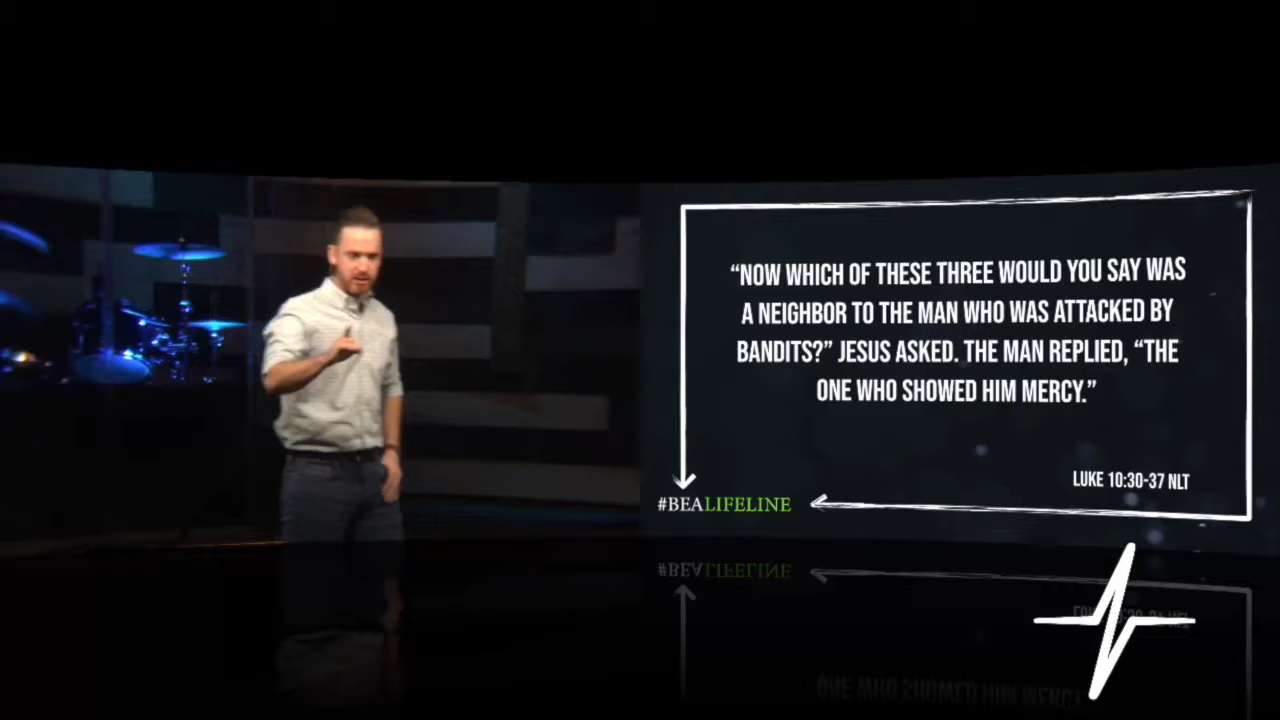 “NOW WHICH OF THESE THREE WOULD YOU SAY WAS
A NEIGHBOR TO THE MAN WHO WAS ATTACKED BY
BANDITS?” JESUS ASKED. THE MAN REPLIED, “THE
ONE WHO SHOWED HIM MERCY.”
LUKE 10:30-37 NLT
#BEALIFELINE